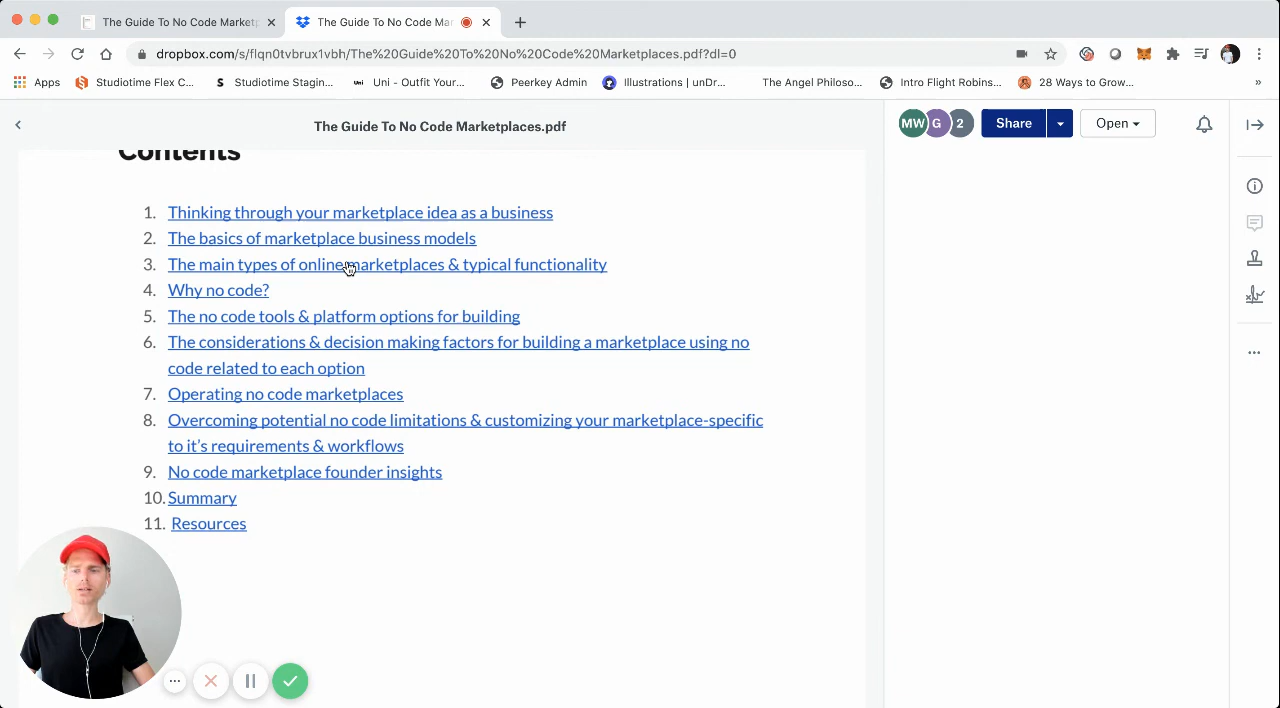 The Guide To No Code Marketp
The Guide To No Code Mar
dropbox.com/s/flqn0tvbrux1vbh/The%20Guide%20To%20No%20Code%20Marketplaces.pdf?dl=0
Apps
Studiotime Flex C...
S Studiotime Stagin...
uni Uni - Outfit Your...
Peerkey Admin
Illustrations | unDr...
The Angel Philoso...
Intro Flight Robins...
28 Ways to Grow...
»
The Guide To No Code Marketplaces.pdf
MW G 2
Share
Open
Contents
1. Thinking through your marketplace idea as a business
2. The basics of marketplace business models
3. The main types of online marketplaces & typical functionality
4. Why no code?
5. The no code tools & platform options for building
6. The considerations & decision making factors for building a marketplace using no
code related to each option
7. Operating no code marketplaces
8. Overcoming potential no code limitations & customizing your marketplace-specific
to it's requirements & workflows
9. No code marketplace founder insights
10. Summary
11. Resources